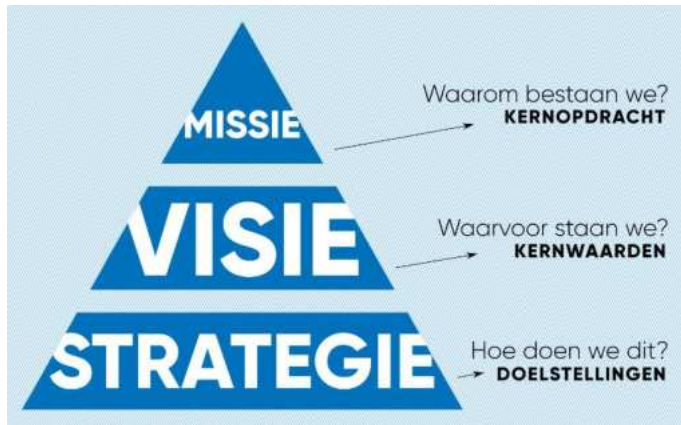 MISSIE
Waarom bestaan we?
KERNOPDRACHT
VISIE
Waarvoor staan we?
KERNWAARDEN
STRATEGIE
Hoe doen we dit?
DOELSTELLINGEN